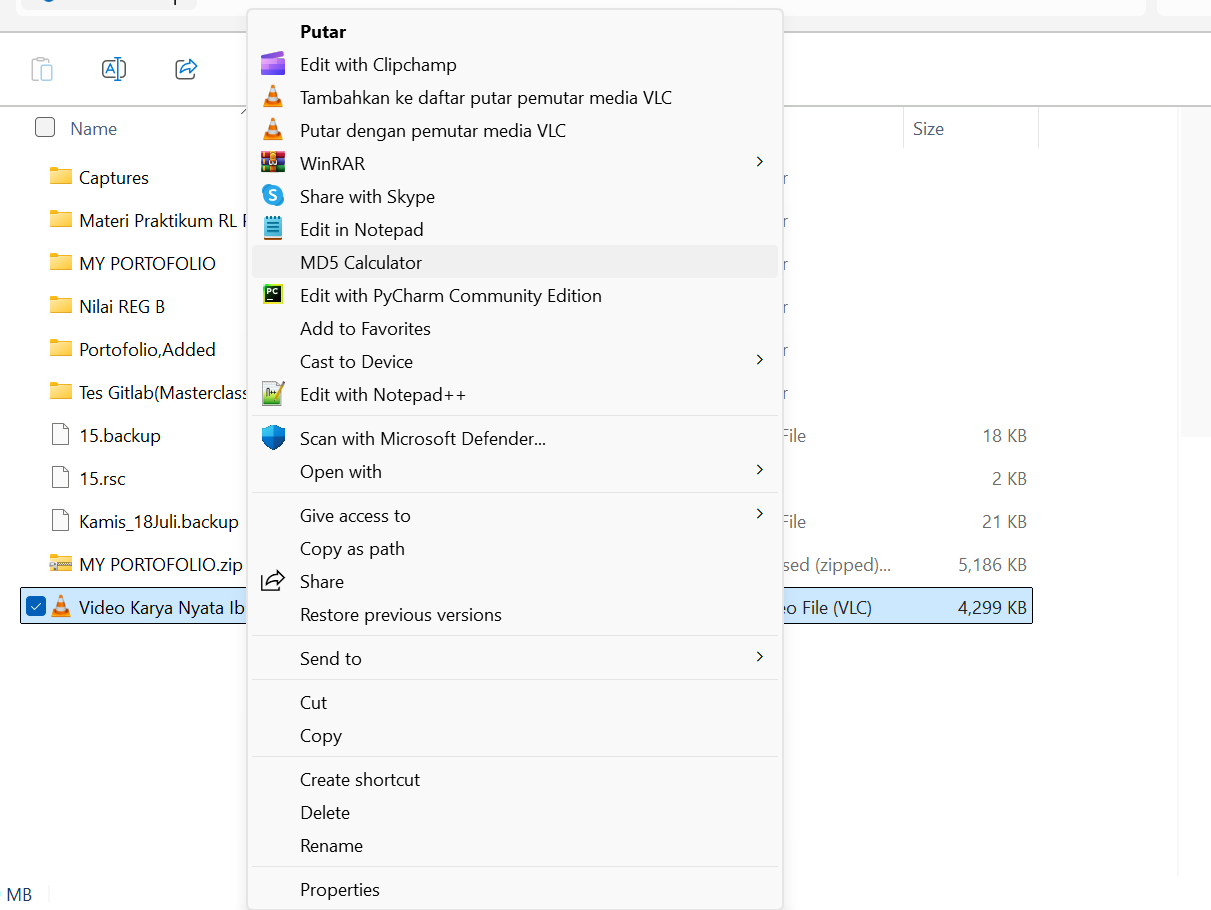 Putar
Edit with Clipchamp
Tambahkan ke daftar putar pemutar media VLC
Putar dengan pemutar media VLC
WinRAR
Share with Skype
Edit in Notepad
MD5 Calculator
Edit with PyCharm Community Edition
Add to Favorites
Cast to Device
Edit with Notepad++
Scan with Microsoft Defender...
Open with
Give access to
Copy as path
Share
Restore previous versions
Send to
Cut
Copy
Create shortcut
Delete
Rename
Properties
Name
Size
Captures
Materi Praktikum RL
MY PORTOFOLIO
Nilai REG B
Portofolio,Added
Tes Gitlab(Masterclass
15.backup
File
18 KB
15.rsc
2 KB
Kamis_18Juli.backup
File
21 KB
MY PORTOFOLIO.zip
(zipped)...
5,186 KB
Video Karya Nyata Ib
File (VLC)
4,299 KB
MB